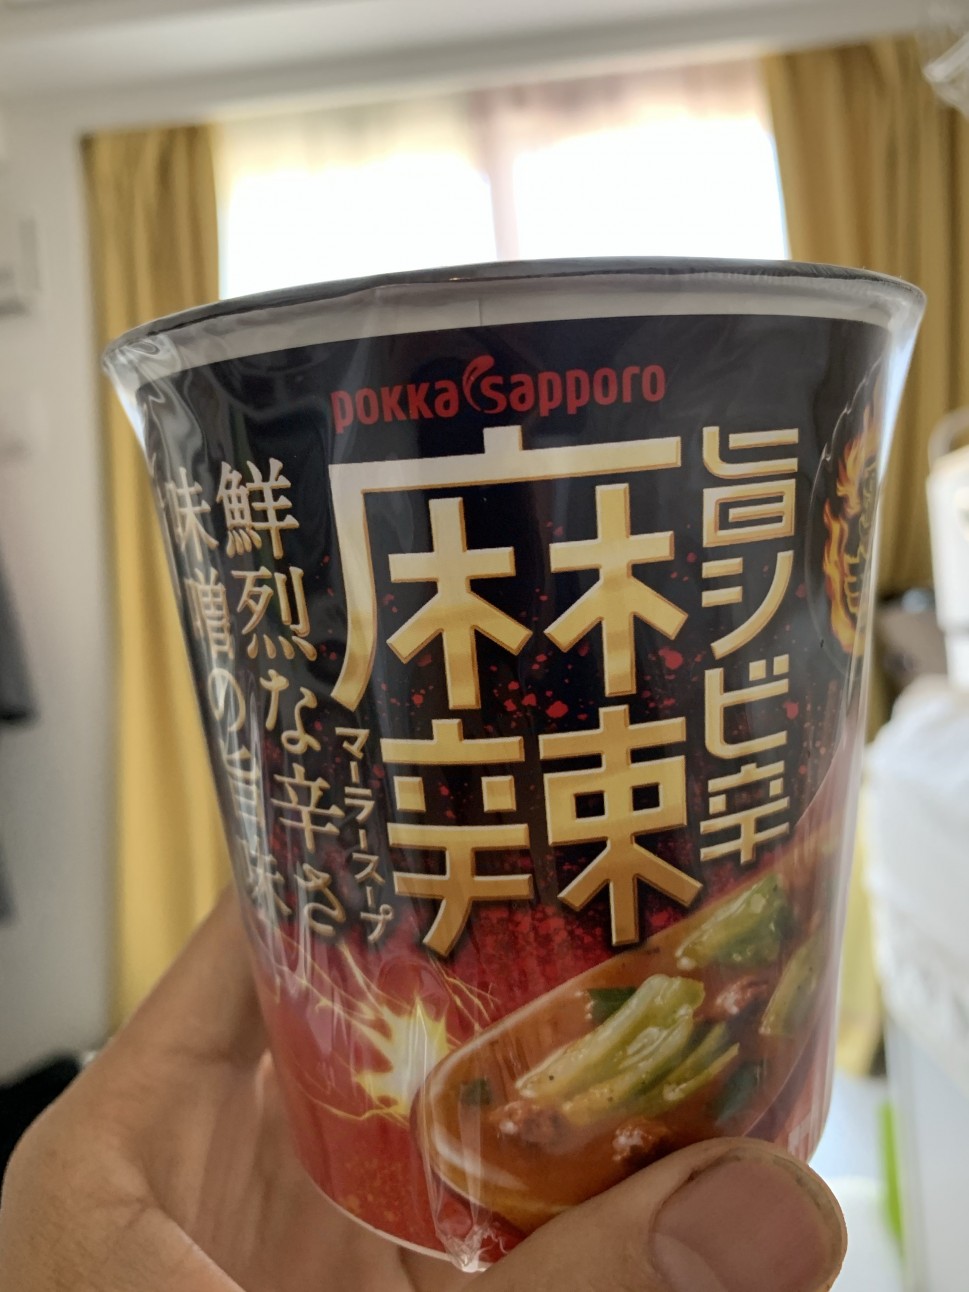 POKKA sapporo
旨シビ辛
麻辣
マーラースープ
鮮烈な辛さ
味噌の旨味